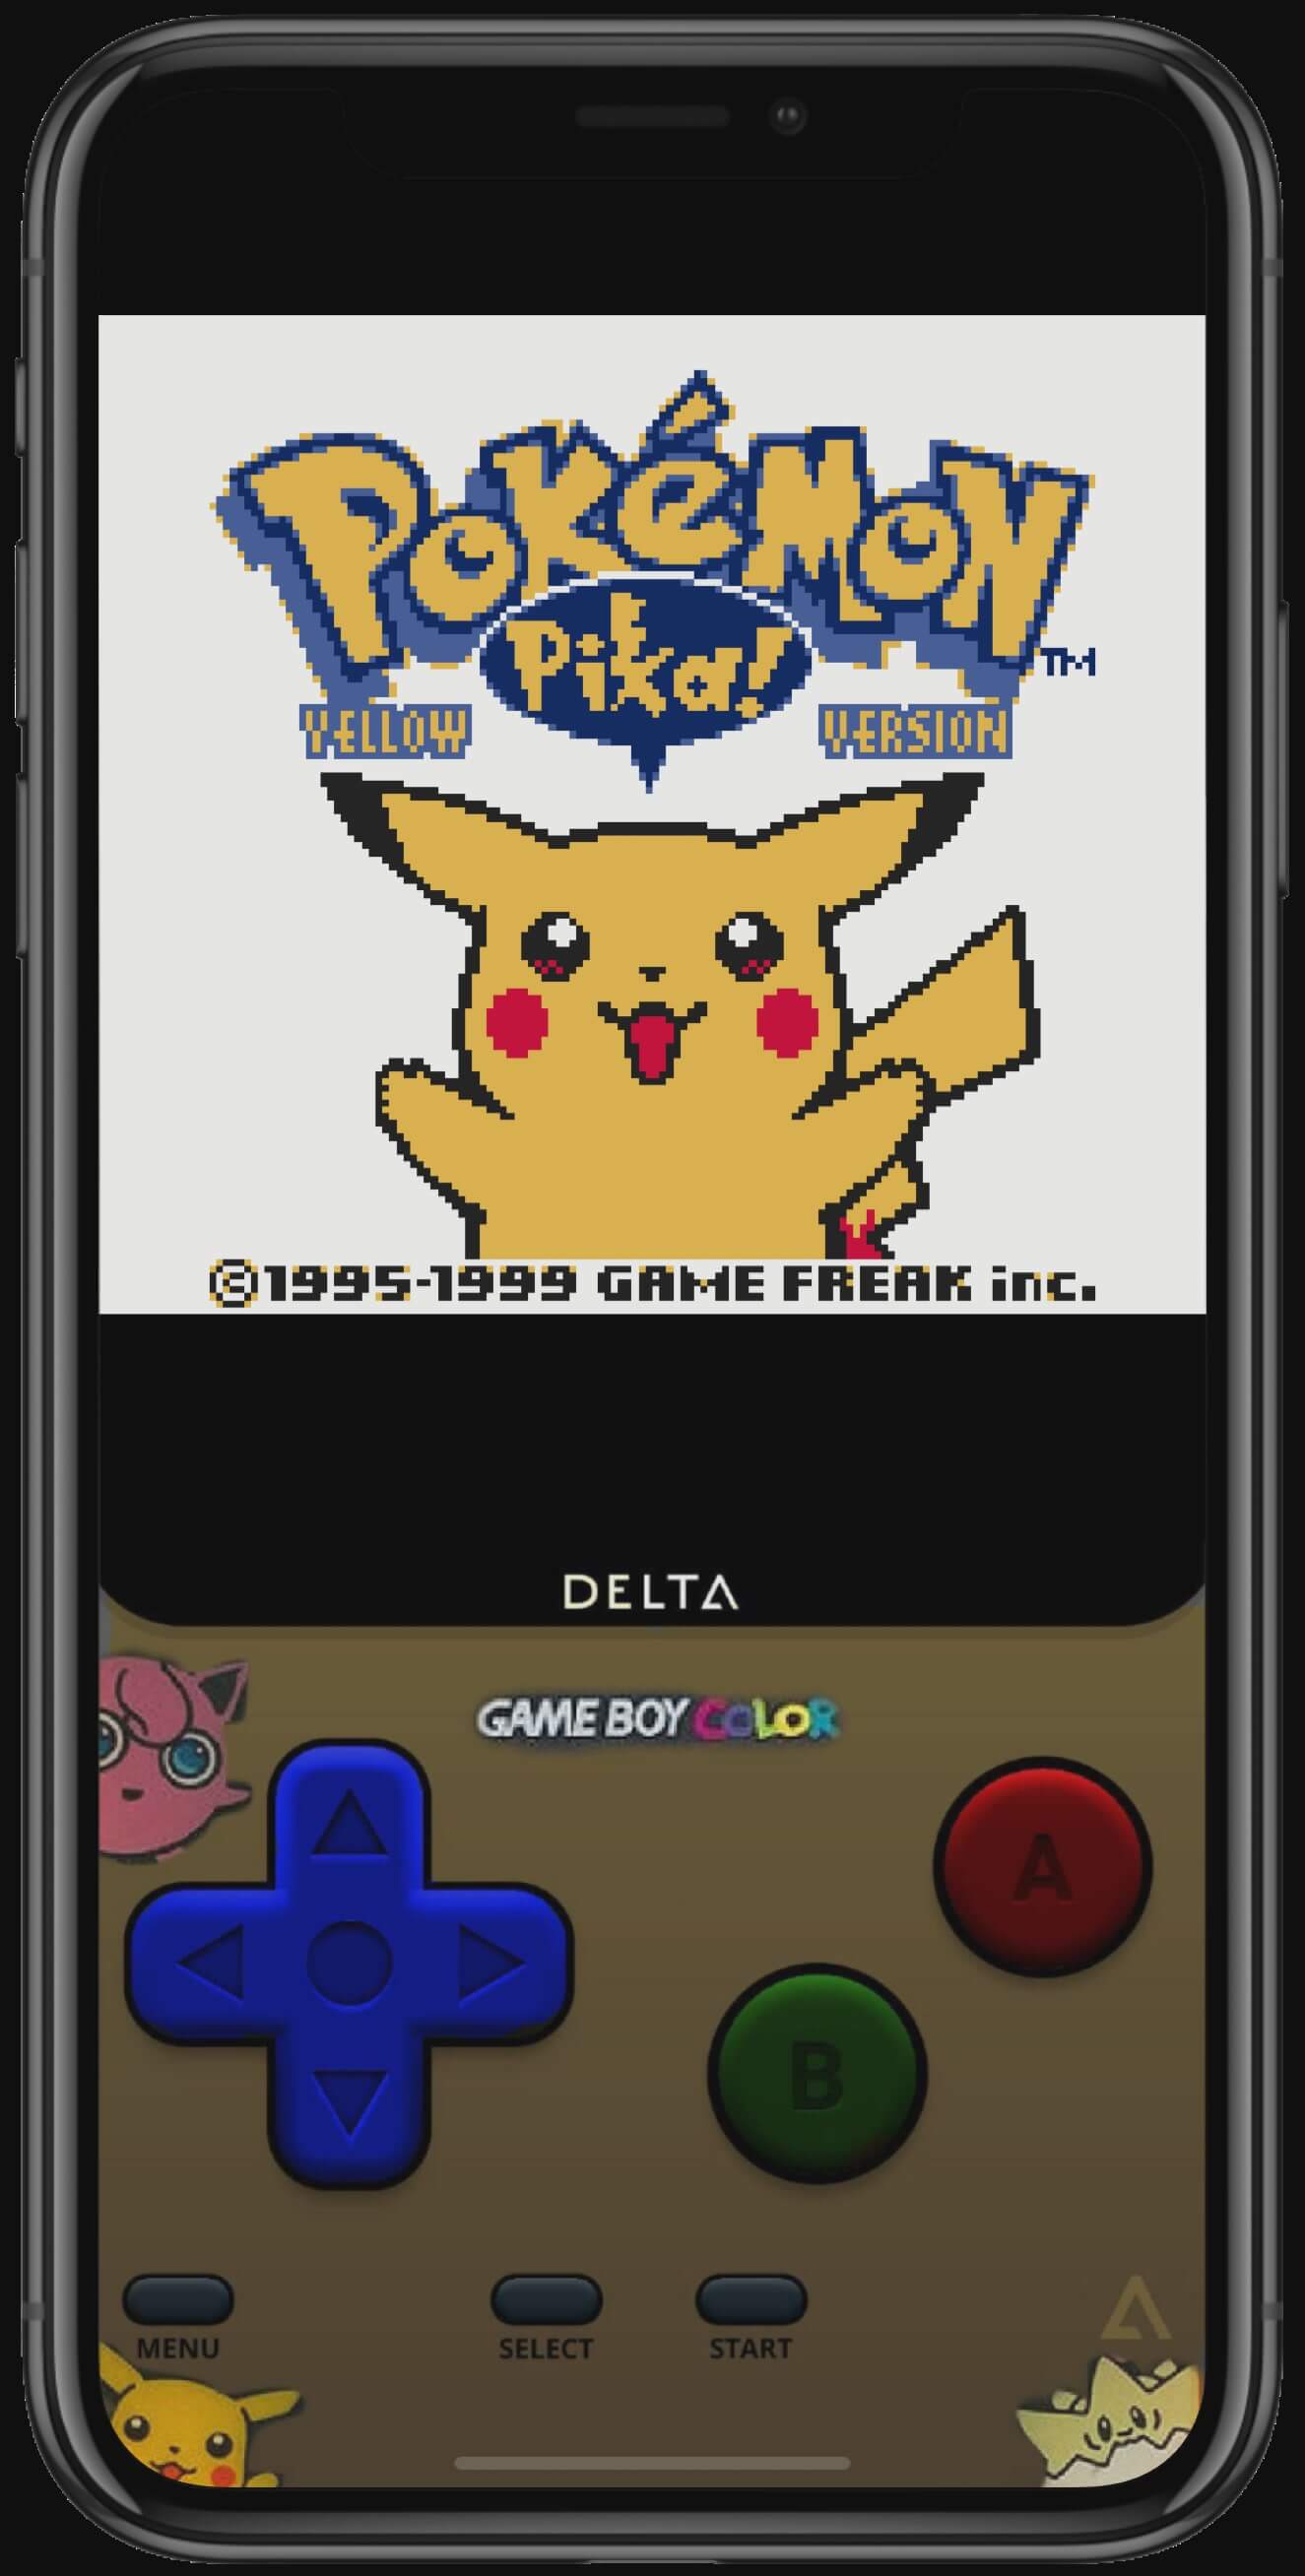 POKéMON
Pika!
TM
YELLOW VERSION
©1995-1999 GAME FREAK inc.
DELTA
GAME BOY COLOR
A
B
MENU SELECT START